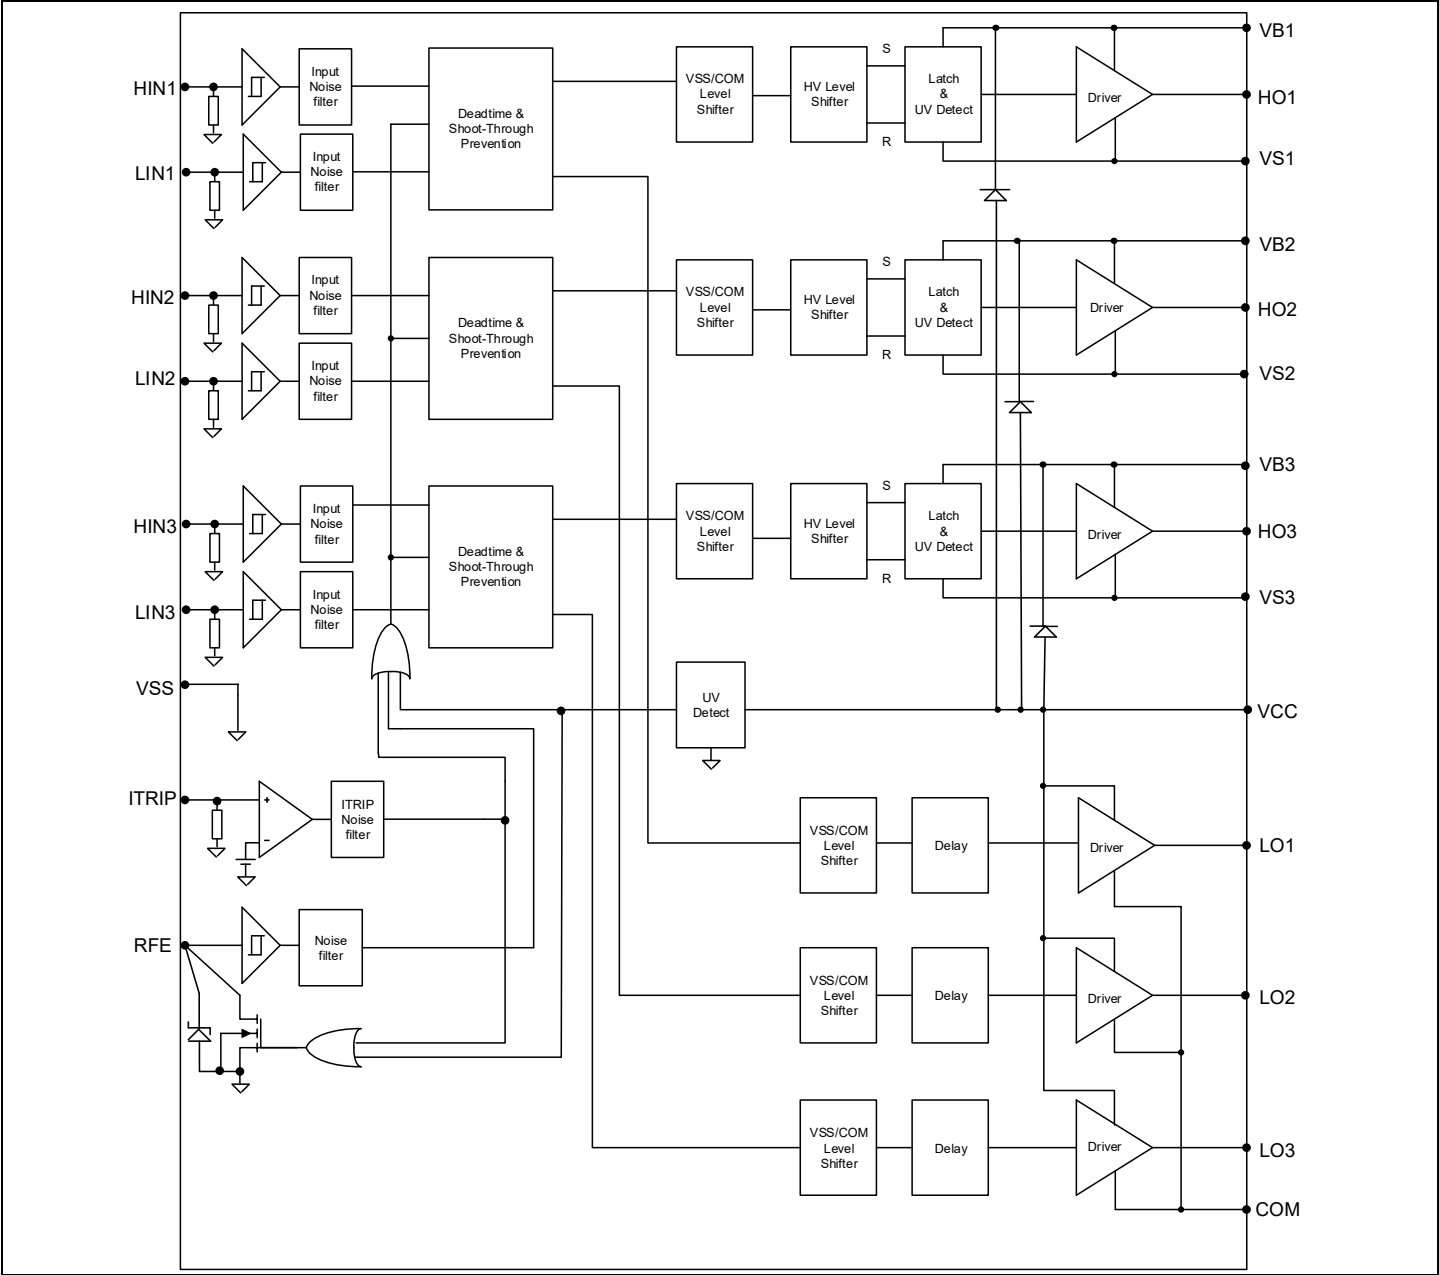 VB1
HIN1
Input
Noise
filter
Deadtime &
Shoot-Through
Prevention
VSS/COM
Level
Shifter
HV Level
Shifter
S
R
Latch
&
UV Detect
Driver
HO1
LIN1
Input
Noise
filter
VS1
VB2
HIN2
Input
Noise
filter
Deadtime &
Shoot-Through
Prevention
VSS/COM
Level
Shifter
HV Level
Shifter
S
R
Latch
&
UV Detect
Driver
HO2
LIN2
Input
Noise
filter
VS2
VB3
HIN3
Input
Noise
filter
Deadtime &
Shoot-Through
Prevention
VSS/COM
Level
Shifter
HV Level
Shifter
S
R
Latch
&
UV Detect
Driver
HO3
LIN3
Input
Noise
filter
VS3
VSS
UV
Detect
VCC
ITRIP
+
−
ITRIP
Noise
filter
VSS/COM
Level
Shifter
Delay
Driver
LO1
RFE
Noise
filter
VSS/COM
Level
Shifter
Delay
Driver
LO2
VSS/COM
Level
Shifter
Delay
Driver
LO3
COM